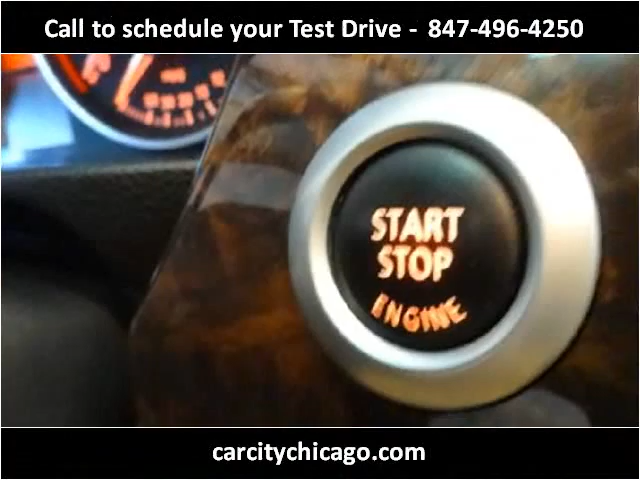 Call to schedule your Test Drive - 847-496-4250
START
STOP
ENGINE
carcitychicago.com